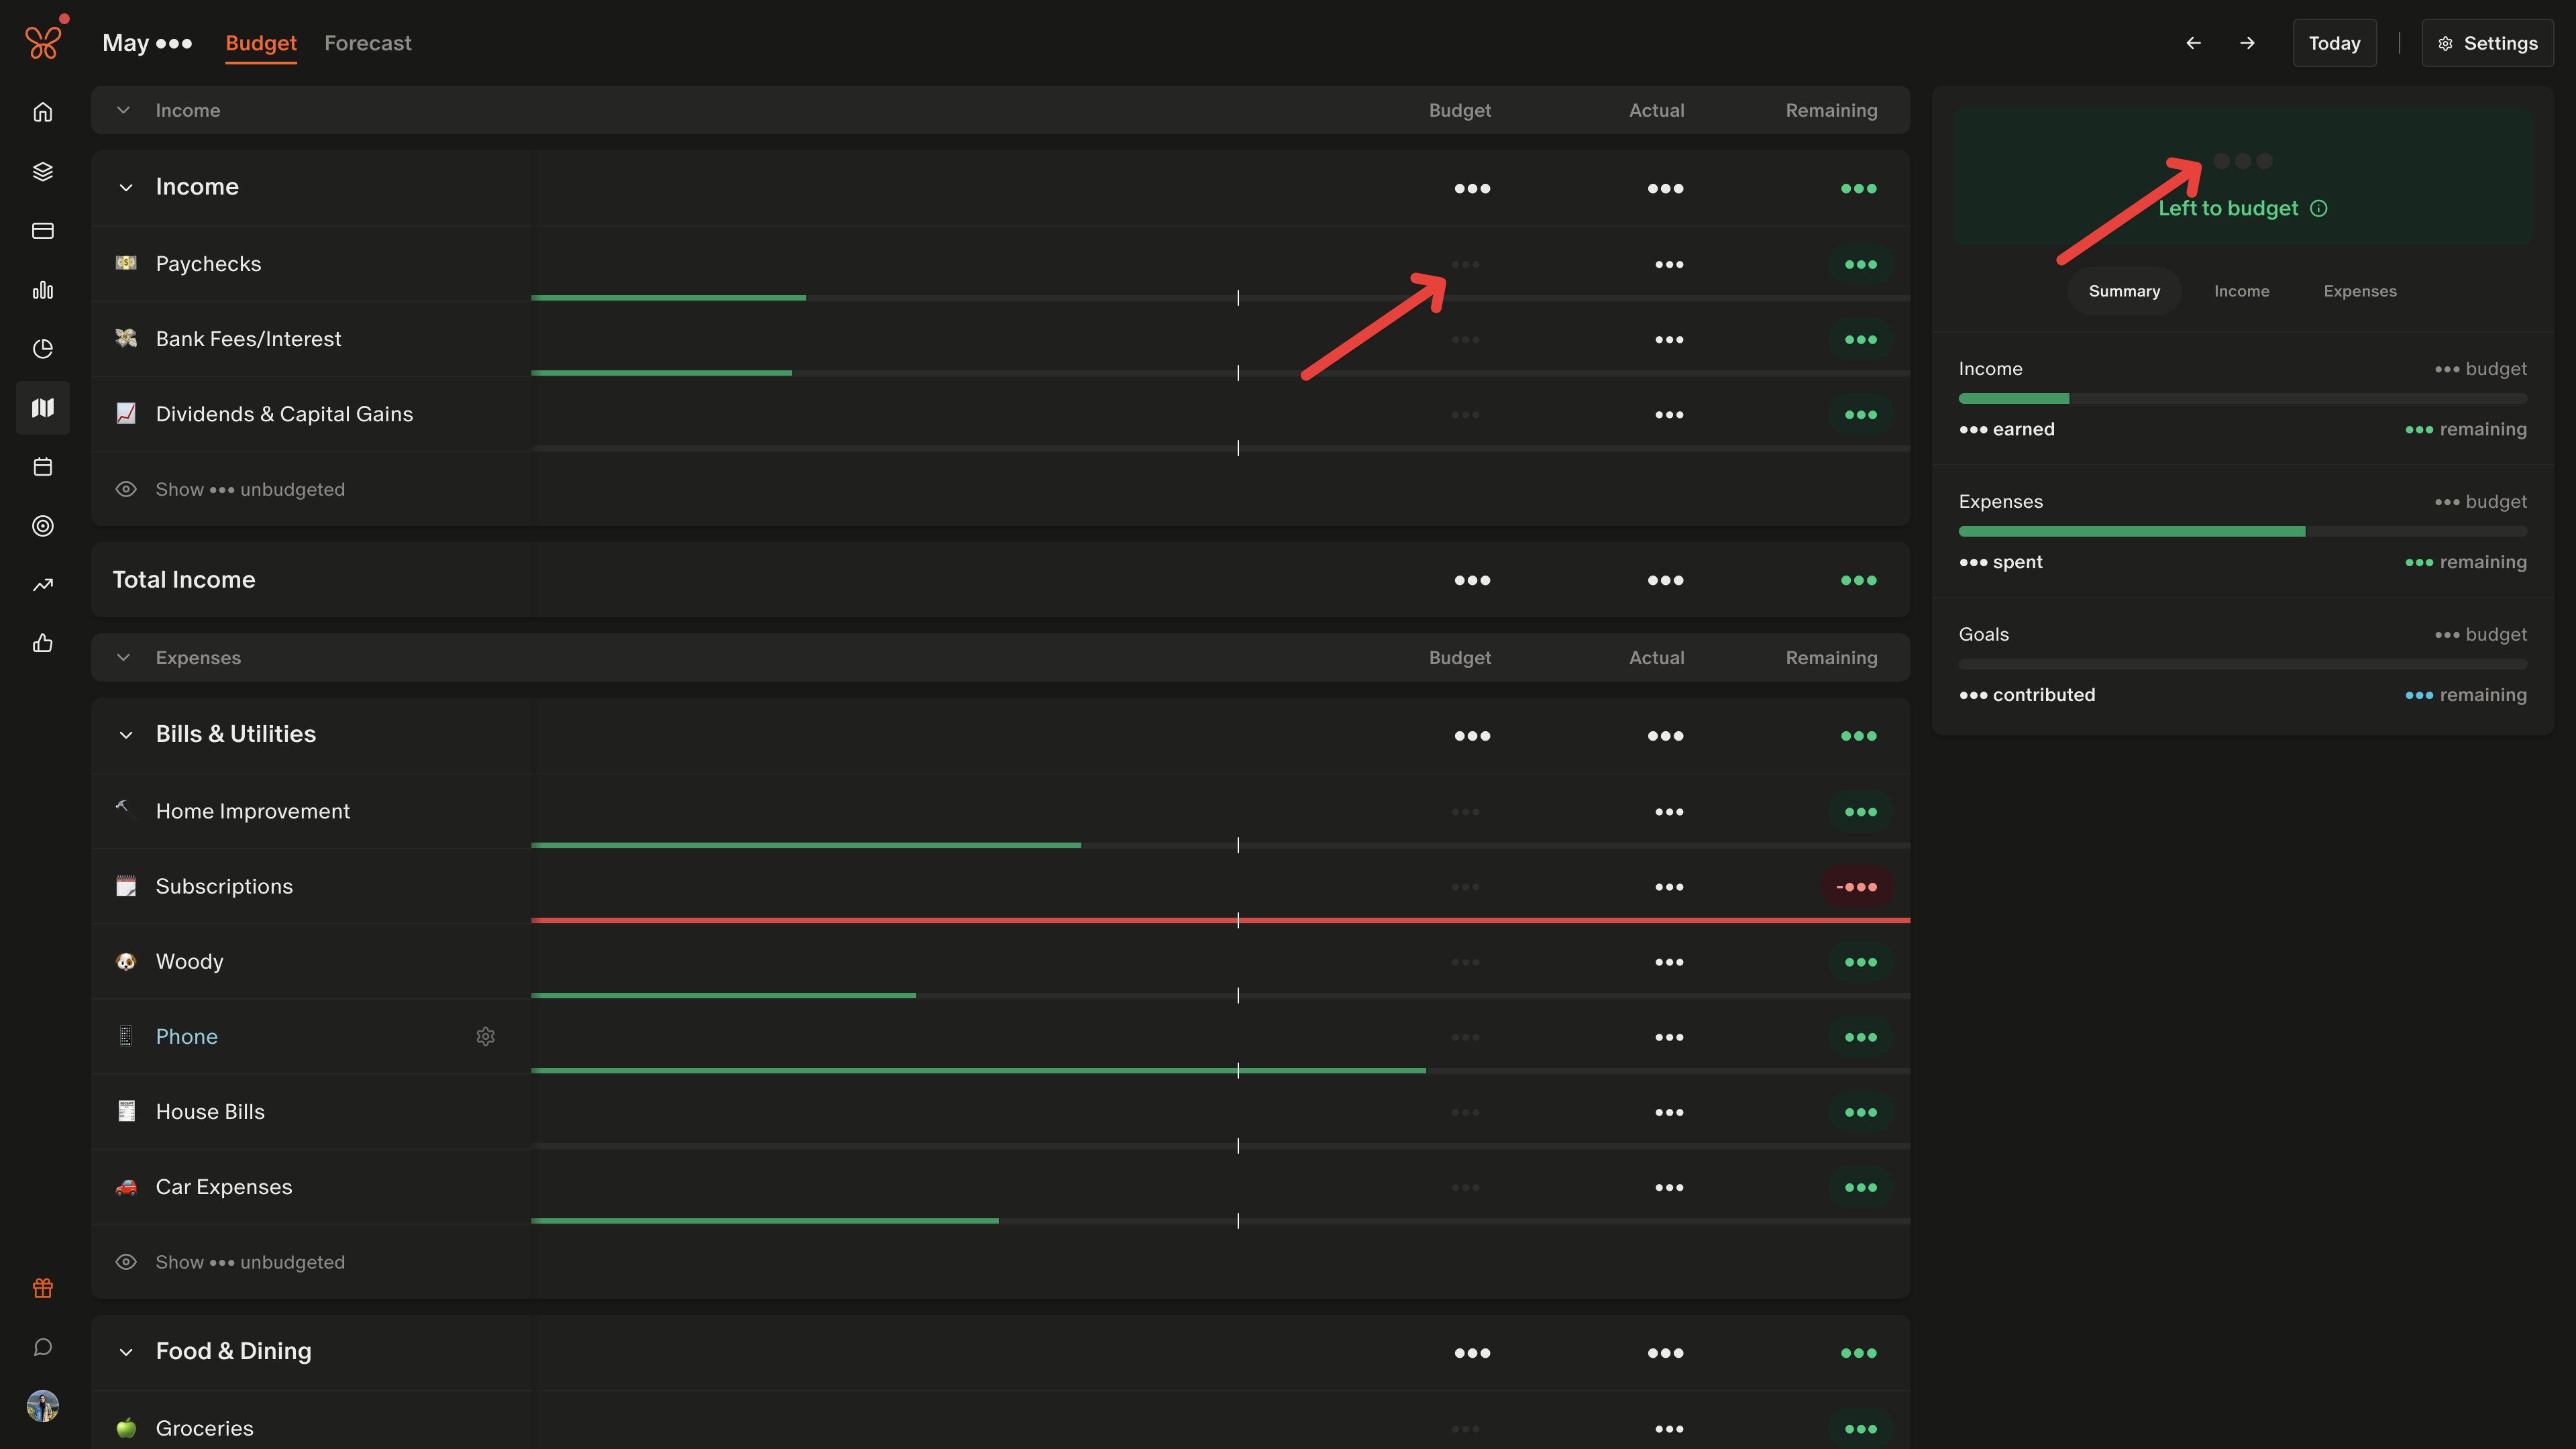 May ••• Budget Forecast
Today Settings
Income Budget Actual Remaining
Income ••• ••• •••
Paychecks ••• ••• •••
Bank Fees/Interest ••• ••• •••
Dividends & Capital Gains ••• ••• •••
Show ••• unbudgeted
Total Income ••• ••• •••
Expenses Budget Actual Remaining
Bills & Utilities ••• ••• •••
Home Improvement ••• ••• •••
Subscriptions ••• ••• -•••
Woody ••• ••• •••
Phone ••• ••• •••
House Bills ••• ••• •••
Car Expenses ••• ••• •••
Show ••• unbudgeted
Food & Dining ••• ••• •••
Groceries ••• ••• •••
•••
Left to budget
Summary Income Expenses
Income ••• budget
••• earned ••• remaining
Expenses ••• budget
••• spent ••• remaining
Goals ••• budget
••• contributed ••• remaining